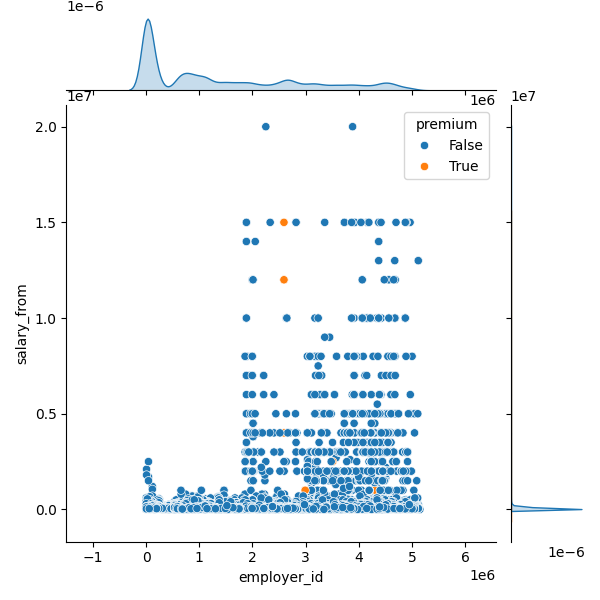 1e−6
1e7
1e6
1e7
premium
False
True
2.0
1.5
1.0
0.5
0.0
salary_from
−1 0 1 2 3 4 5 6
employer_id
1e6
1e−6